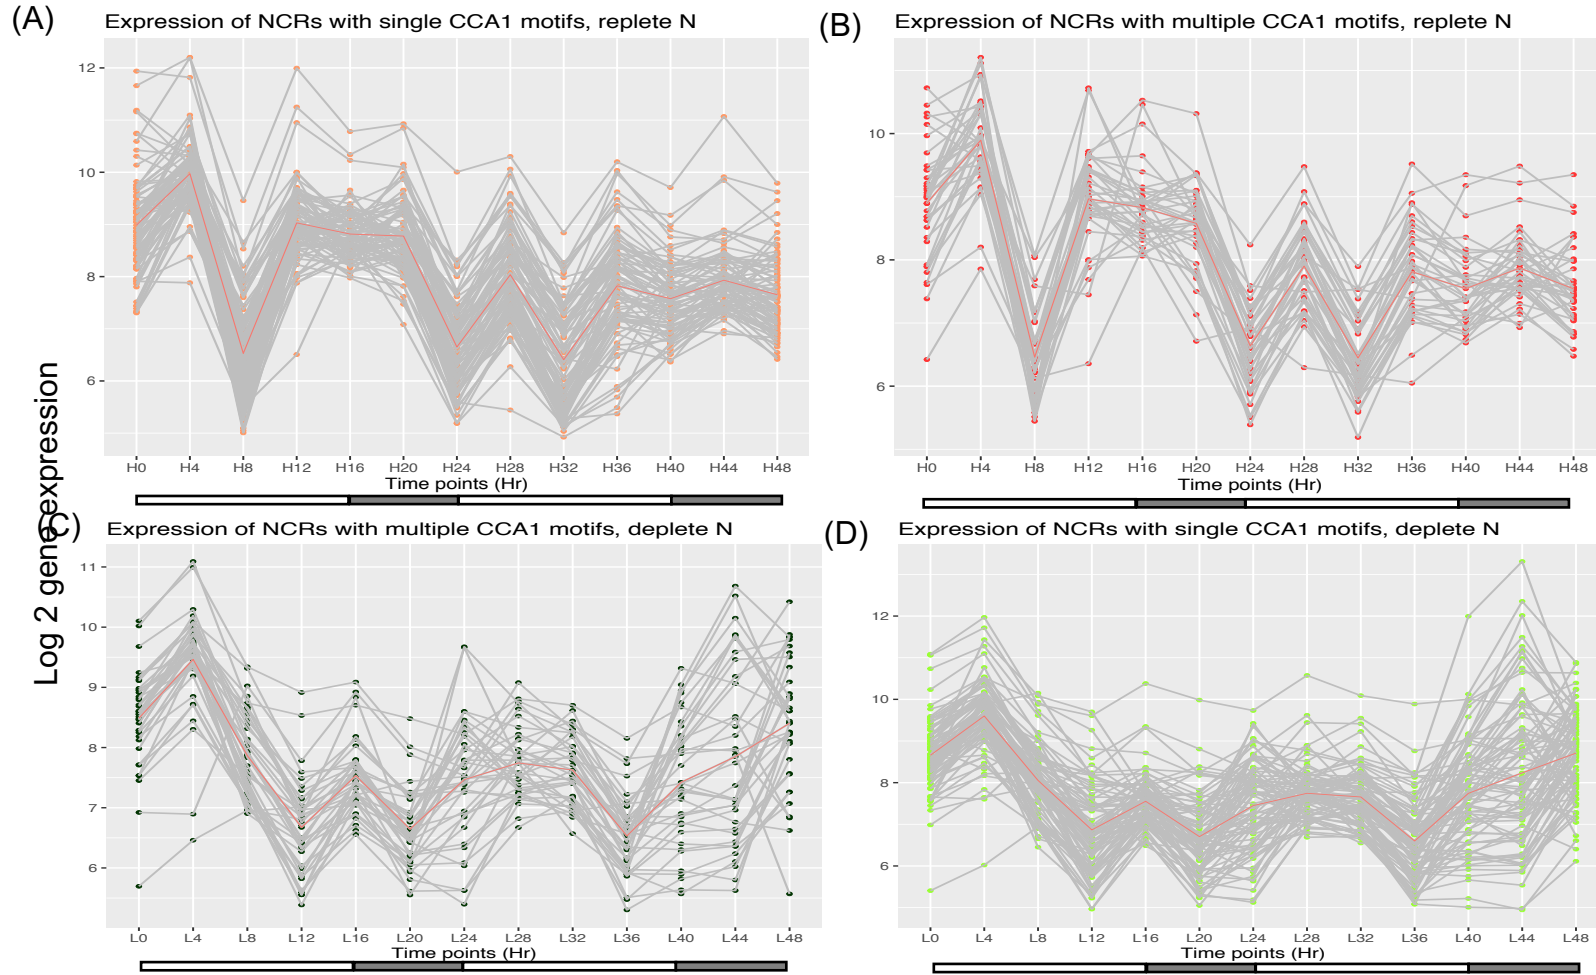 (A)
Expression of NCRs with single CCA1 motifs, replete N
12
10
8
6
H0 H4 H8 H12 H16 H20 H24 H28 H32 H36 H40 H44 H48
Time points (Hr)
(B)
Expression of NCRs with multiple CCA1 motifs, replete N
10
8
6
H0 H4 H8 H12 H16 H20 H24 H28 H32 H36 H40 H44 H48
Time points (Hr)
Log 2 gene expression
C)
Expression of NCRs with multiple CCA1 motifs, deplete N
11
10
9
8
7
6
L0 L4 L8 L12 L16 L20 L24 L28 L32 L36 L40 L44 L48
Time points (Hr)
(D)
Expression of NCRs with single CCA1 motifs, deplete N
12
10
8
6
L0 L4 L8 L12 L16 L20 L24 L28 L32 L36 L40 L44 L48
Time points (Hr)